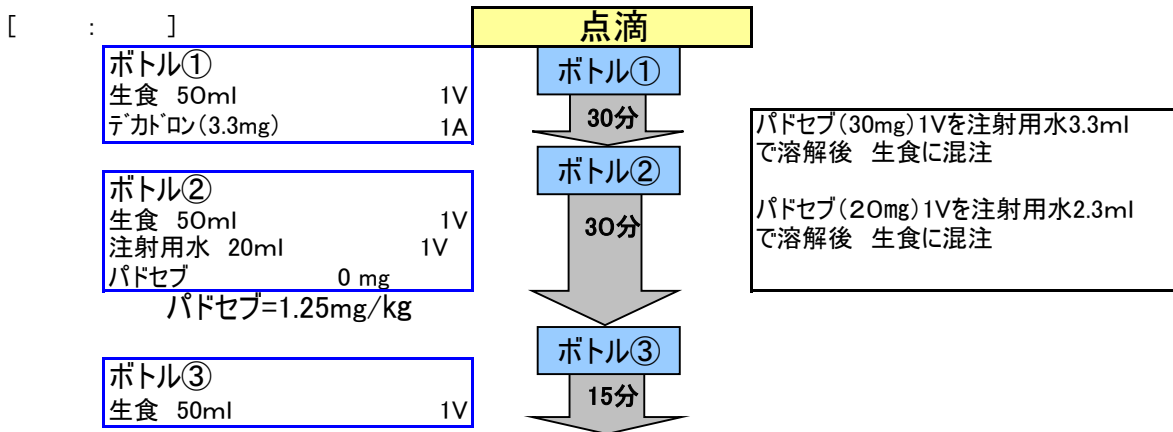 [　　：　　]
点滴
ボトル①
生食 50ml 1V
デカドロン(3.3mg) 1A
ボトル①
30分
パドセブ(30mg)1Vを注射用水3.3ml
で溶解後 生食に混注
パドセブ(20mg)1Vを注射用水2.3ml
で溶解後 生食に混注
ボトル②
生食 50ml 1V
注射用水 20ml 1V
パドセブ 0 mg
パドセブ=1.25mg/kg
ボトル②
30分
ボトル③
生食 50ml 1V
ボトル③
15分